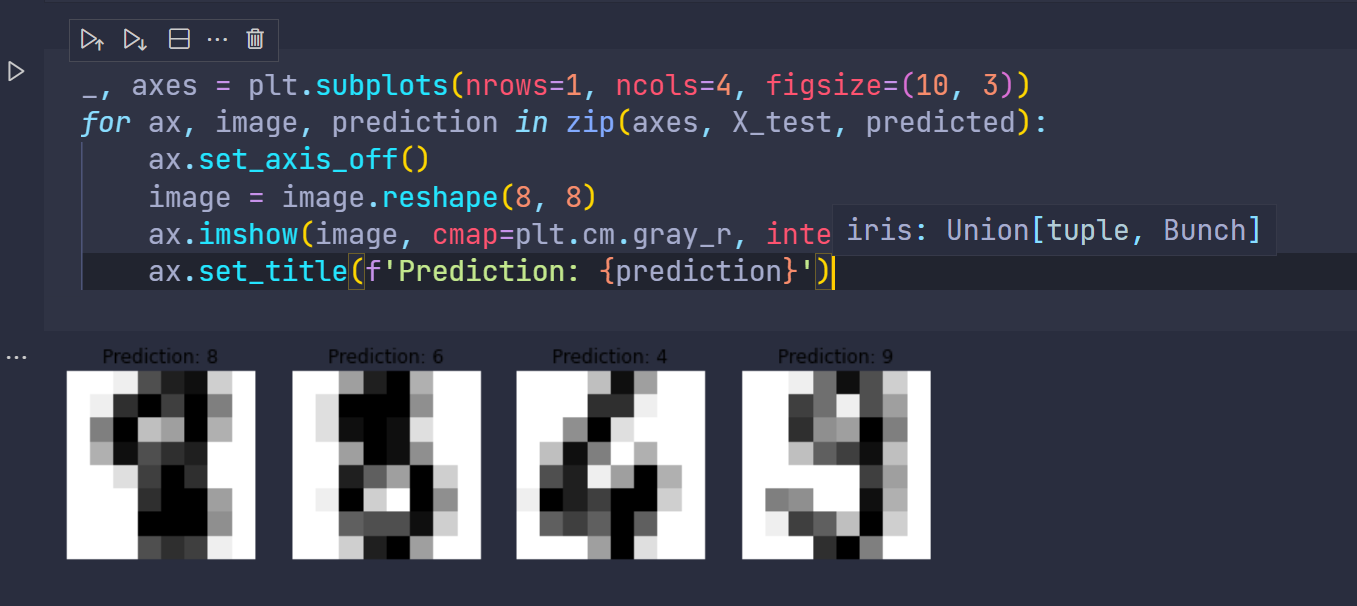 _, axes = plt.subplots(nrows=1, ncols=4, figsize=(10, 3))
for ax, image, prediction in zip(axes, X_test, predicted):
    ax.set_axis_off()
    image = image.reshape(8, 8)
    ax.imshow(image, cmap=plt.cm.gray_r, inte
iris: Union[tuple, Bunch]
    ax.set_title(f'Prediction: {prediction}')
Prediction: 8
Prediction: 6
Prediction: 4
Prediction: 9